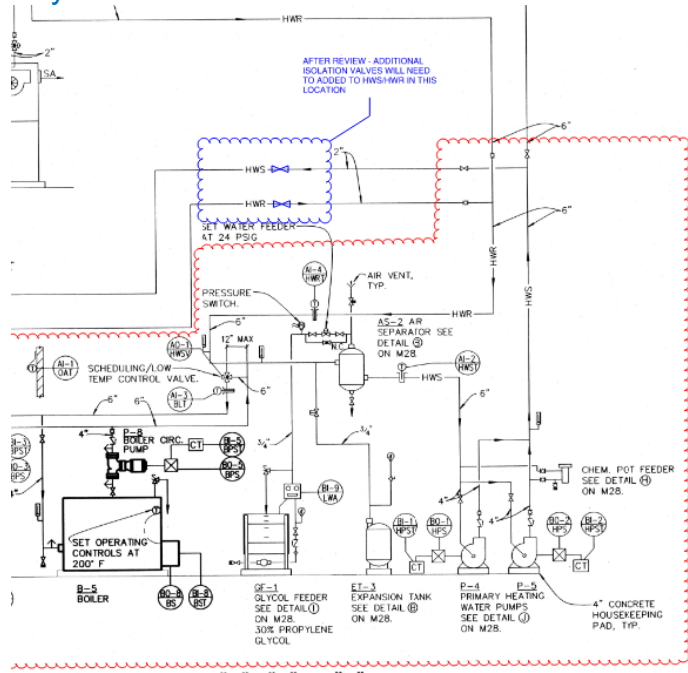 HWR
2"
SA
AFTER REVIEW - ADDITIONAL
ISOLATION VALVES WILL NEED
TO ADDED TO HWS/HWR IN THIS
LOCATION
6"
2"
HWS
HWR
6"
SET WATER FEEDER
AT 24 PSIG
HWR
HWS
AI-4
HWRT
AIR VENT,
TYP.
PRESSURE
SWITCH.
HWR
6"
AO-1
HWSV
12" MAX
N.C.
AS-2 AIR
SEPARATOR SEE
DETAIL B
ON M28.
AI-2
HWST
AI-1
OAT
SCHEDULING/LOW
TEMP CONTROL VALVE.
HWS
6"
AI-3
BLT
6"
6"
6"
4"
P-8
BOILER CIRC.
PUMP
CT
BI-5
BPST
BO-5
BPS
BI-3
BPST
BO-3
BPS
4"
3/4"
3/4"
BI-9
LWA
CHEM. POT FEEDER
SEE DETAIL H
ON M28.
4"
4"
BI-1
HPST
BO-1
HPS
BO-2
HPS
BI-2
HPST
CT
CT
SET OPERATING
CONTROLS AT
200° F
B-5
BOILER
BO-8
BS
BI-8
BST
GF-1
GLYCOL FEEDER
SEE DETAIL I
ON M28.
30% PROPYLENE
GLYCOL
ET-3
EXPANSION TANK
SEE DETAIL B
ON M28.
P-4
P-5
PRIMARY HEATING
WATER PUMPS
SEE DETAIL J
ON M28.
4" CONCRETE
HOUSEKEEPING
PAD, TYP.